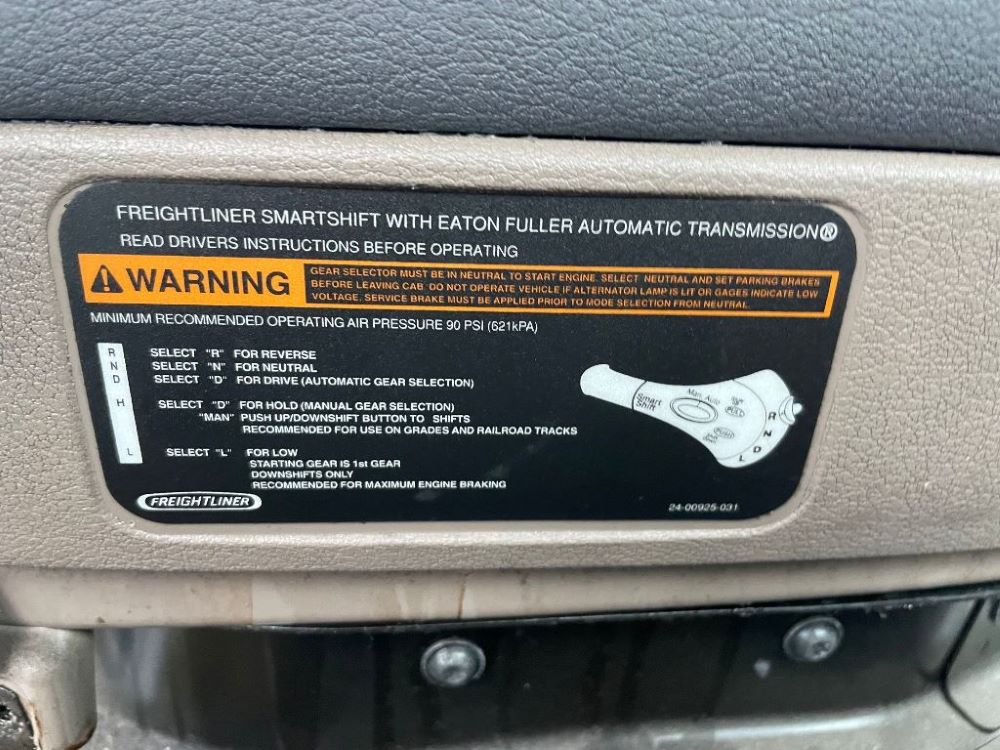 FREIGHTLINER SMARTSHIFT WITH EATON FULLER AUTOMATIC TRANSMISSION®
READ DRIVERS INSTRUCTIONS BEFORE OPERATING
WARNING
GEAR SELECTOR MUST BE IN NEUTRAL TO START ENGINE. SELECT NEUTRAL AND SET PARKING BRAKES
BEFORE LEAVING CAB. DO NOT OPERATE VEHICLE IF ALTERNATOR LAMP IS LIT OR GAGES INDICATE LOW
VOLTAGE. SERVICE BRAKE MUST BE APPLIED PRIOR TO MODE SELECTION FROM NEUTRAL.
MINIMUM RECOMMENDED OPERATING AIR PRESSURE 90 PSI (621kPA)
R SELECT "R" FOR REVERSE
N SELECT "N" FOR NEUTRAL
D SELECT "D" FOR DRIVE (AUTOMATIC GEAR SELECTION)
H SELECT "D" FOR HOLD (MANUAL GEAR SELECTION)
"MAN" PUSH UP/DOWNSHIFT BUTTON TO SHIFTS
RECOMMENDED FOR USE ON GRADES AND RAILROAD TRACKS
L SELECT "L" FOR LOW
STARTING GEAR IS 1st GEAR
DOWNSHIFTS ONLY
RECOMMENDED FOR MAXIMUM ENGINE BRAKING
Smart
Shift
Man Auto
PULL
PUSH
R
N
D
L
FREIGHTLINER
24-00925-031